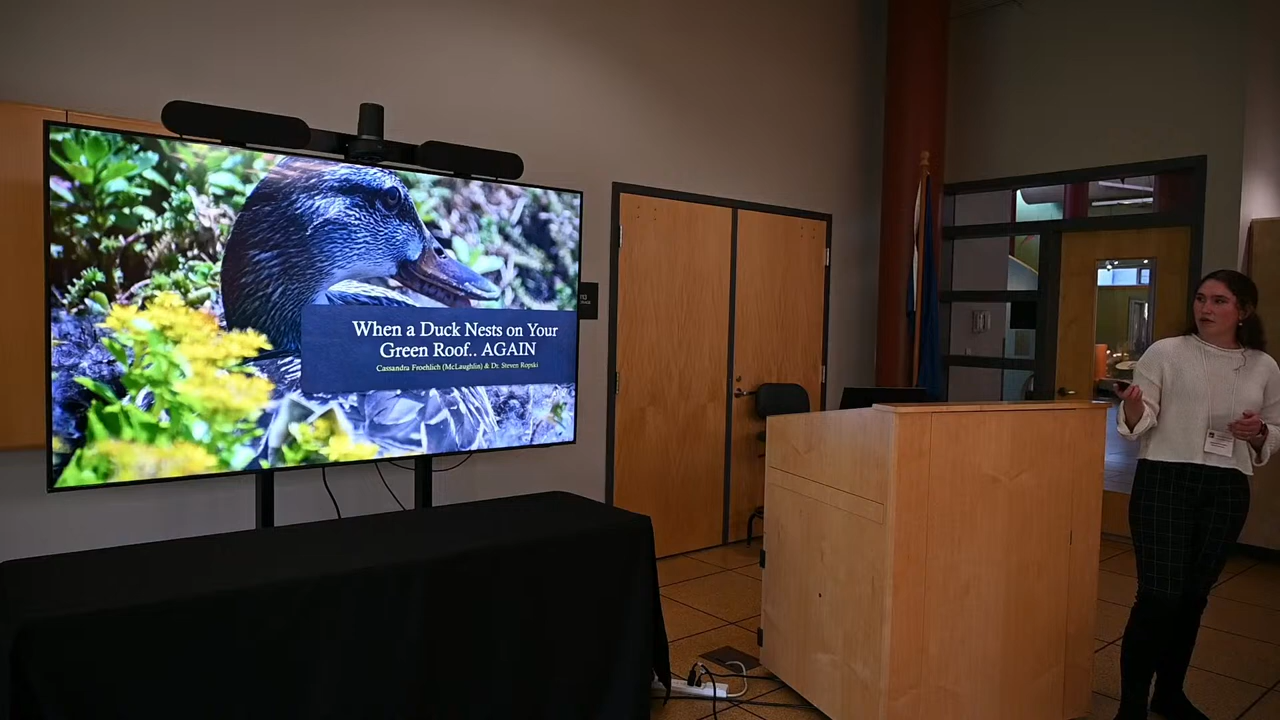 When a Duck Nests on Your
Green Roof.. AGAIN
Cassandra Froehlich (McLaughlin) & Dr. Steven Ropski